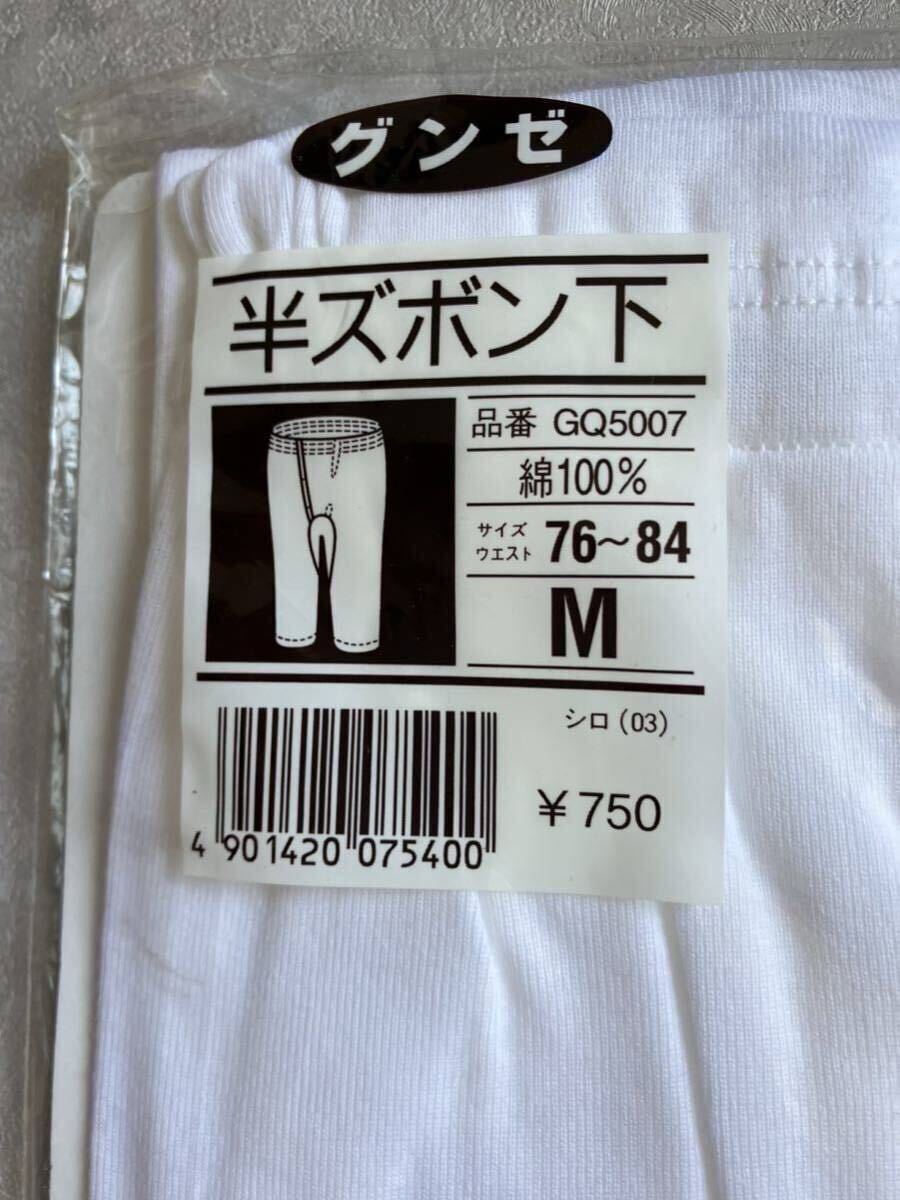 グンゼ
半ズボン下
品番 GQ5007
綿100%
サイズ
ウエスト 76～84
M
シロ(03)
¥750
4 901420 075400